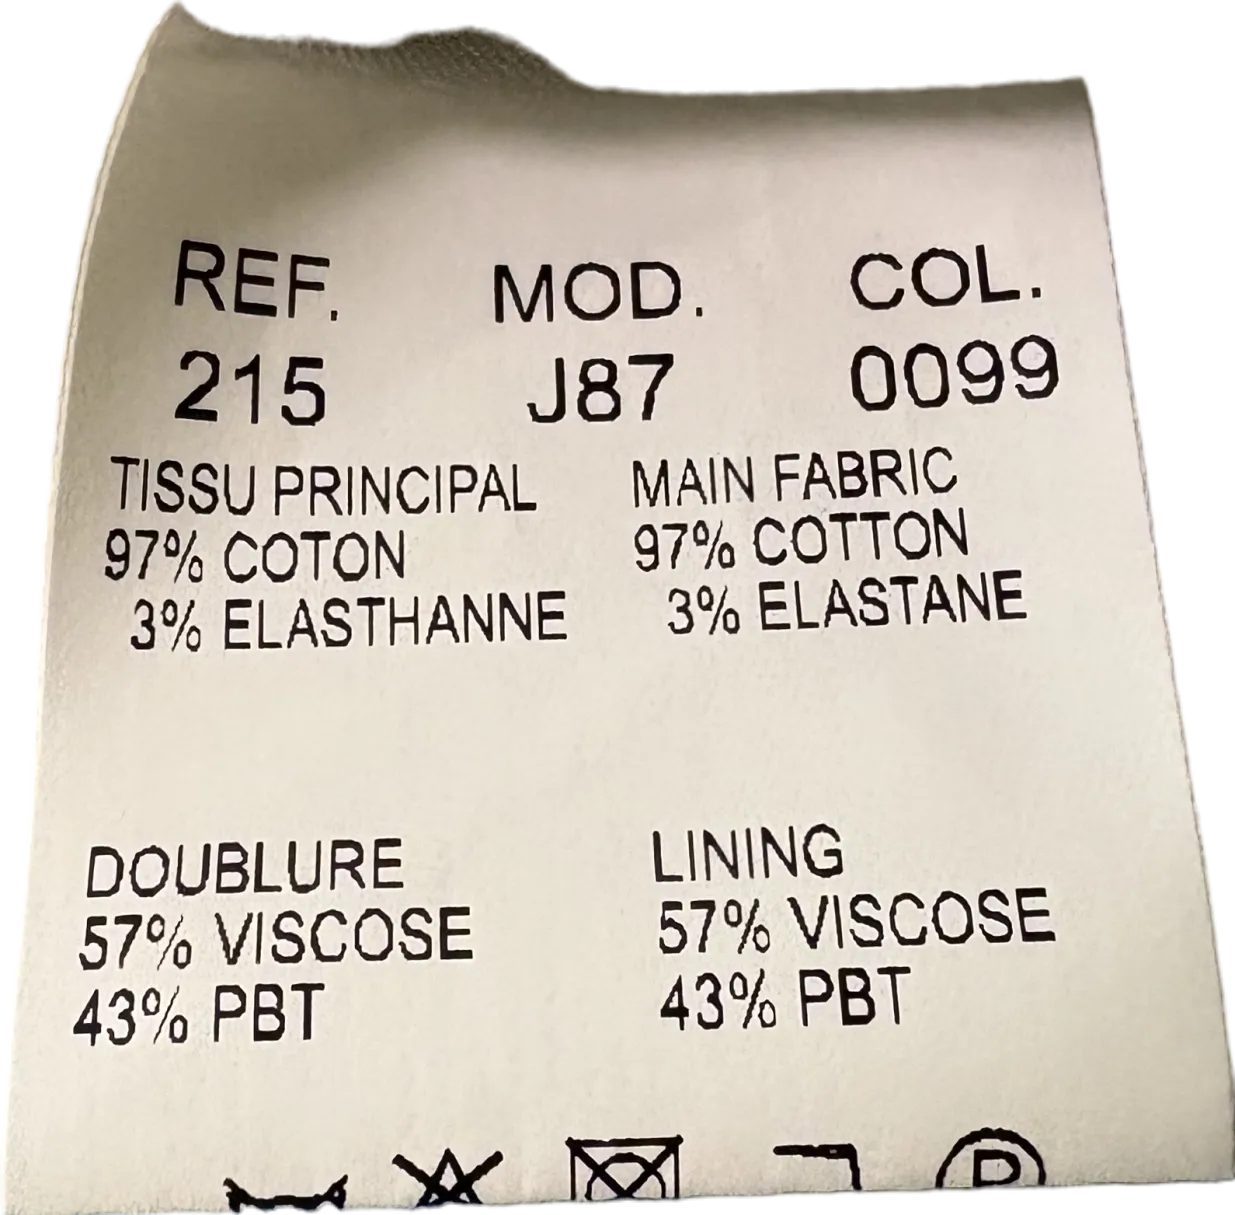 REF. MOD. COL.
215 J87 0099
TISSU PRINCIPAL MAIN FABRIC
97% COTON 97% COTTON
3% ELASTHANNE 3% ELASTANE
DOUBLURE LINING
57% VISCOSE 57% VISCOSE
43% PBT 43% PBT
P